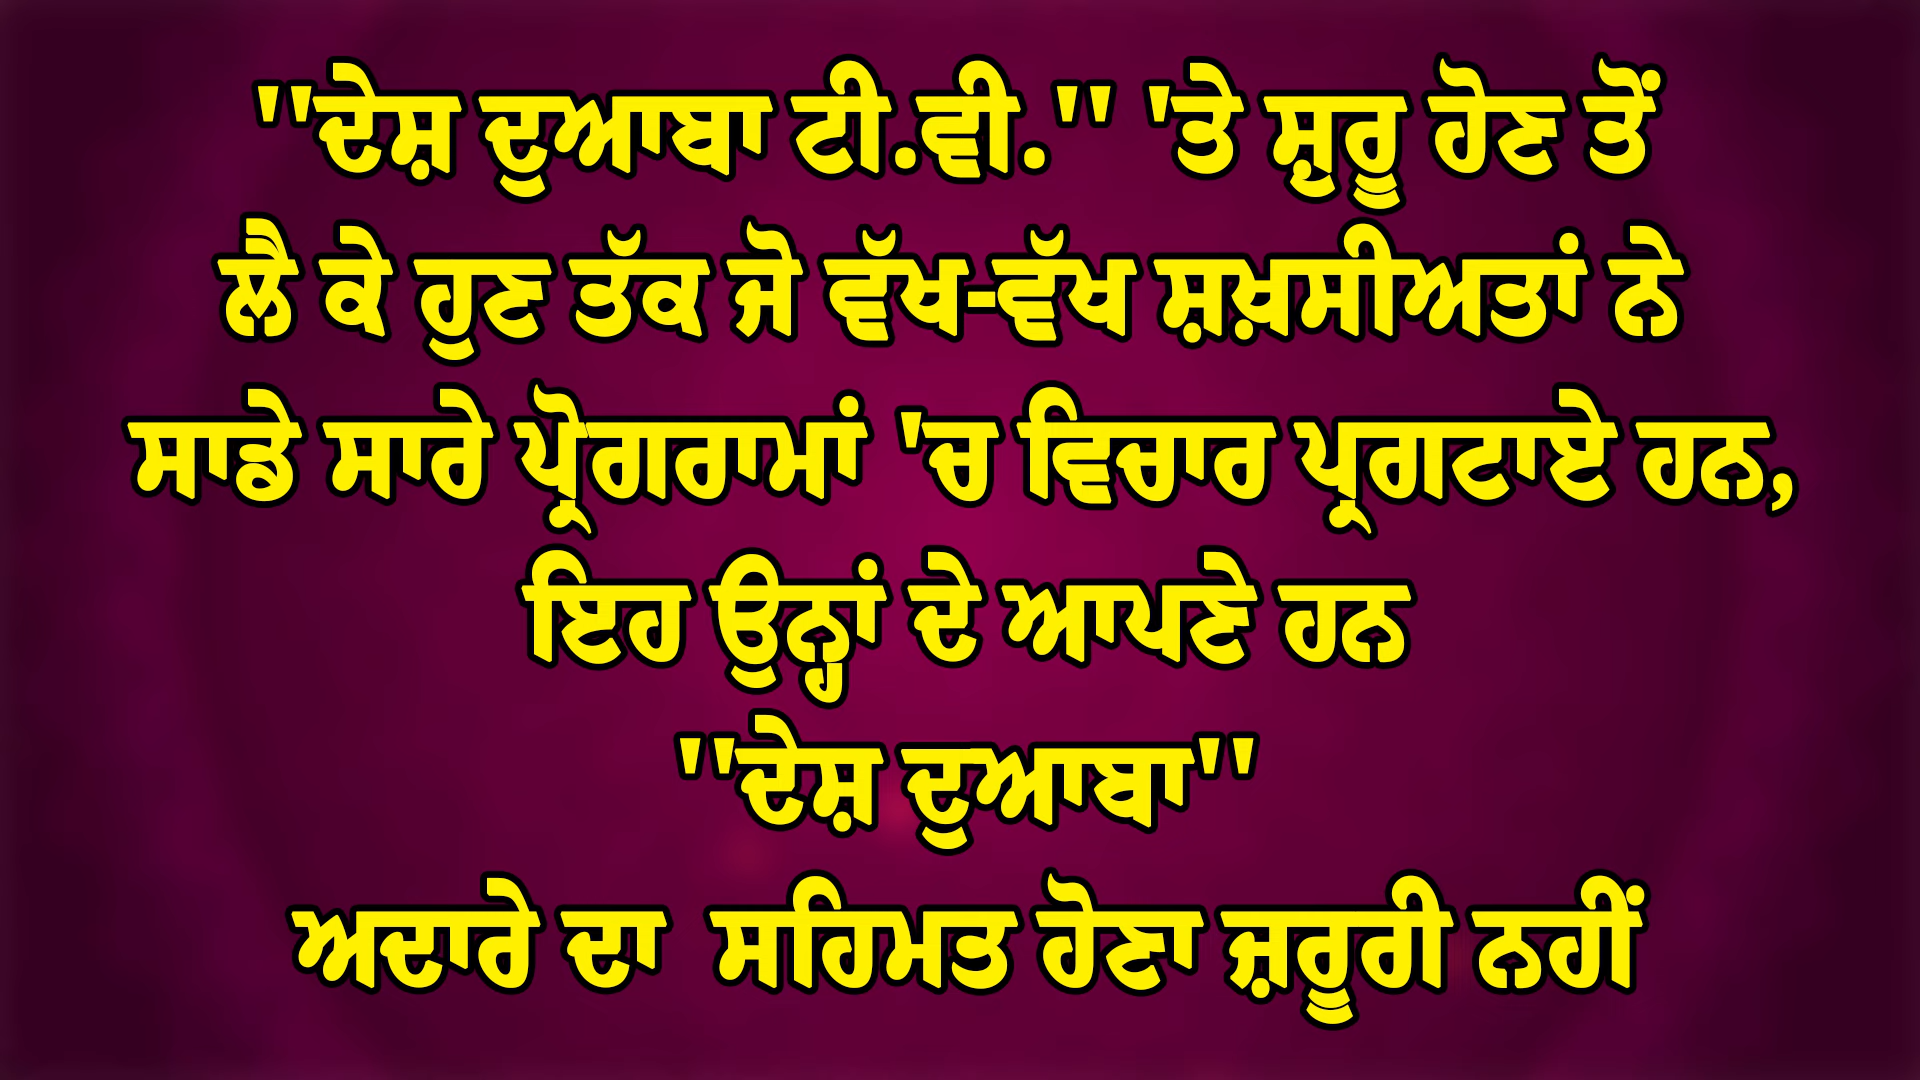 "ਦੇਸ਼ ਦੁਆਬਾ ਟੀ.ਵੀ." 'ਤੇ ਸ਼ੁਰੂ ਹੋਣ ਤੋਂ
ਲੈ ਕੇ ਹੁਣ ਤੱਕ ਜੋ ਵੱਖ-ਵੱਖ ਸ਼ਖ਼ਸੀਅਤਾਂ ਨੇ
ਸਾਡੇ ਸਾਰੇ ਪ੍ਰੋਗਰਾਮਾਂ 'ਚ ਵਿਚਾਰ ਪ੍ਰਗਟਾਏ ਹਨ,
ਇਹ ਉਨ੍ਹਾਂ ਦੇ ਆਪਣੇ ਹਨ
"ਦੇਸ਼ ਦੁਆਬਾ"
ਅਦਾਰੇ ਦਾ  ਸਹਿਮਤ ਹੋਣਾ ਜ਼ਰੂਰੀ ਨਹੀਂ